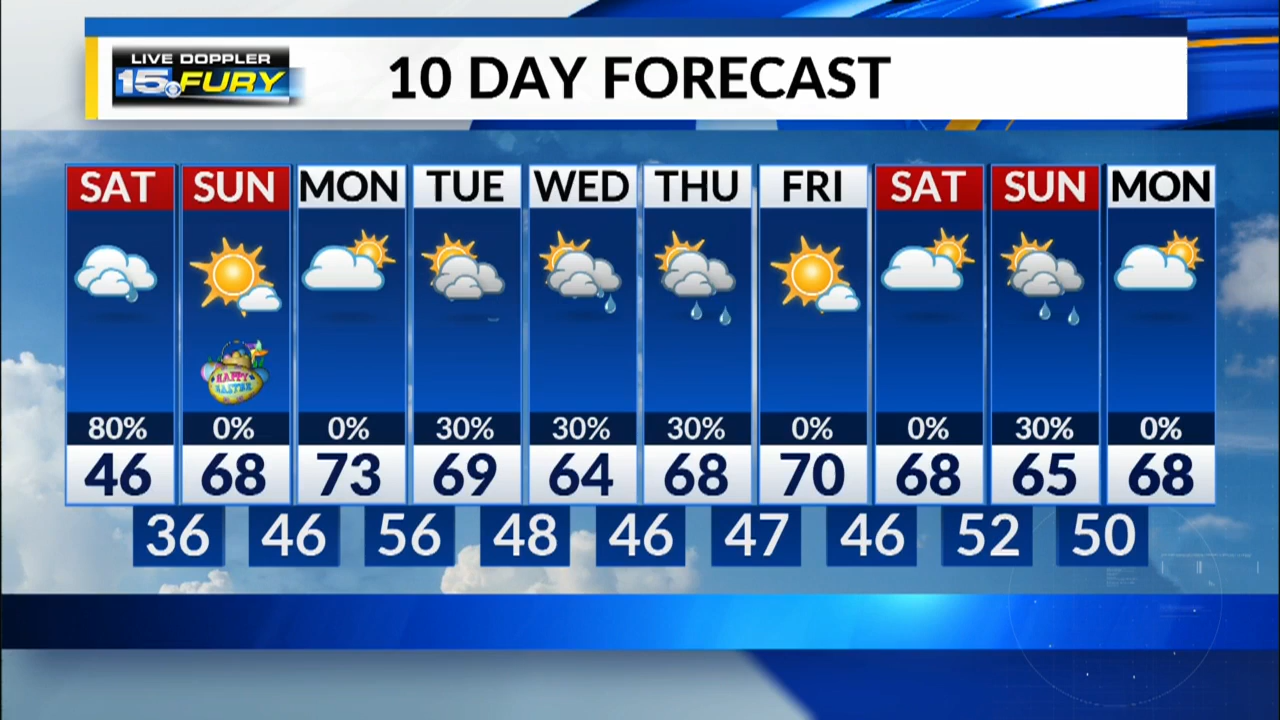 LIVE DOPPLER
15 FURY
10 DAY FORECAST
SAT SUN MON TUE WED THU FRI SAT SUN MON
HAPPY
EASTER
80% 0% 0% 30% 30% 30% 0% 0% 30% 0%
46 68 73 69 64 68 70 68 65 68
36 46 56 48 46 47 46 52 50